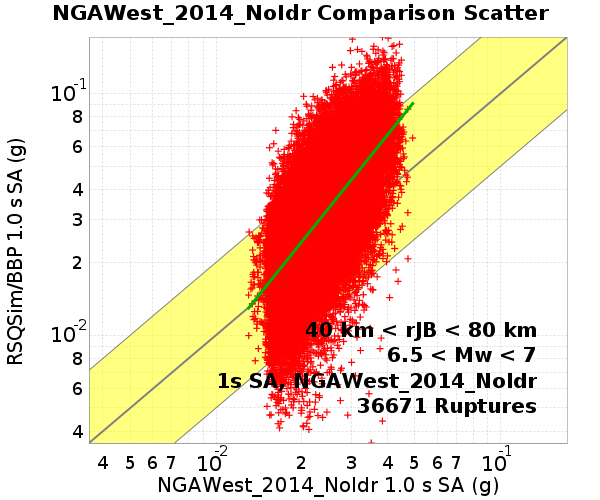 NGAWest_2014_NoIdr Comparison Scatter
RSQSim/BBP 1.0 s SA (g)
10-1
8
6
4
3
2
10-2
8
6
4
40 km < rJB < 80 km
6.5 < Mw < 7
1s SA, NGAWest_2014_NoIdr
36671 Ruptures
4 5 6 7 10-2 2 3 4 5 6 7 10-1
NGAWest_2014_NoIdr 1.0 s SA (g)